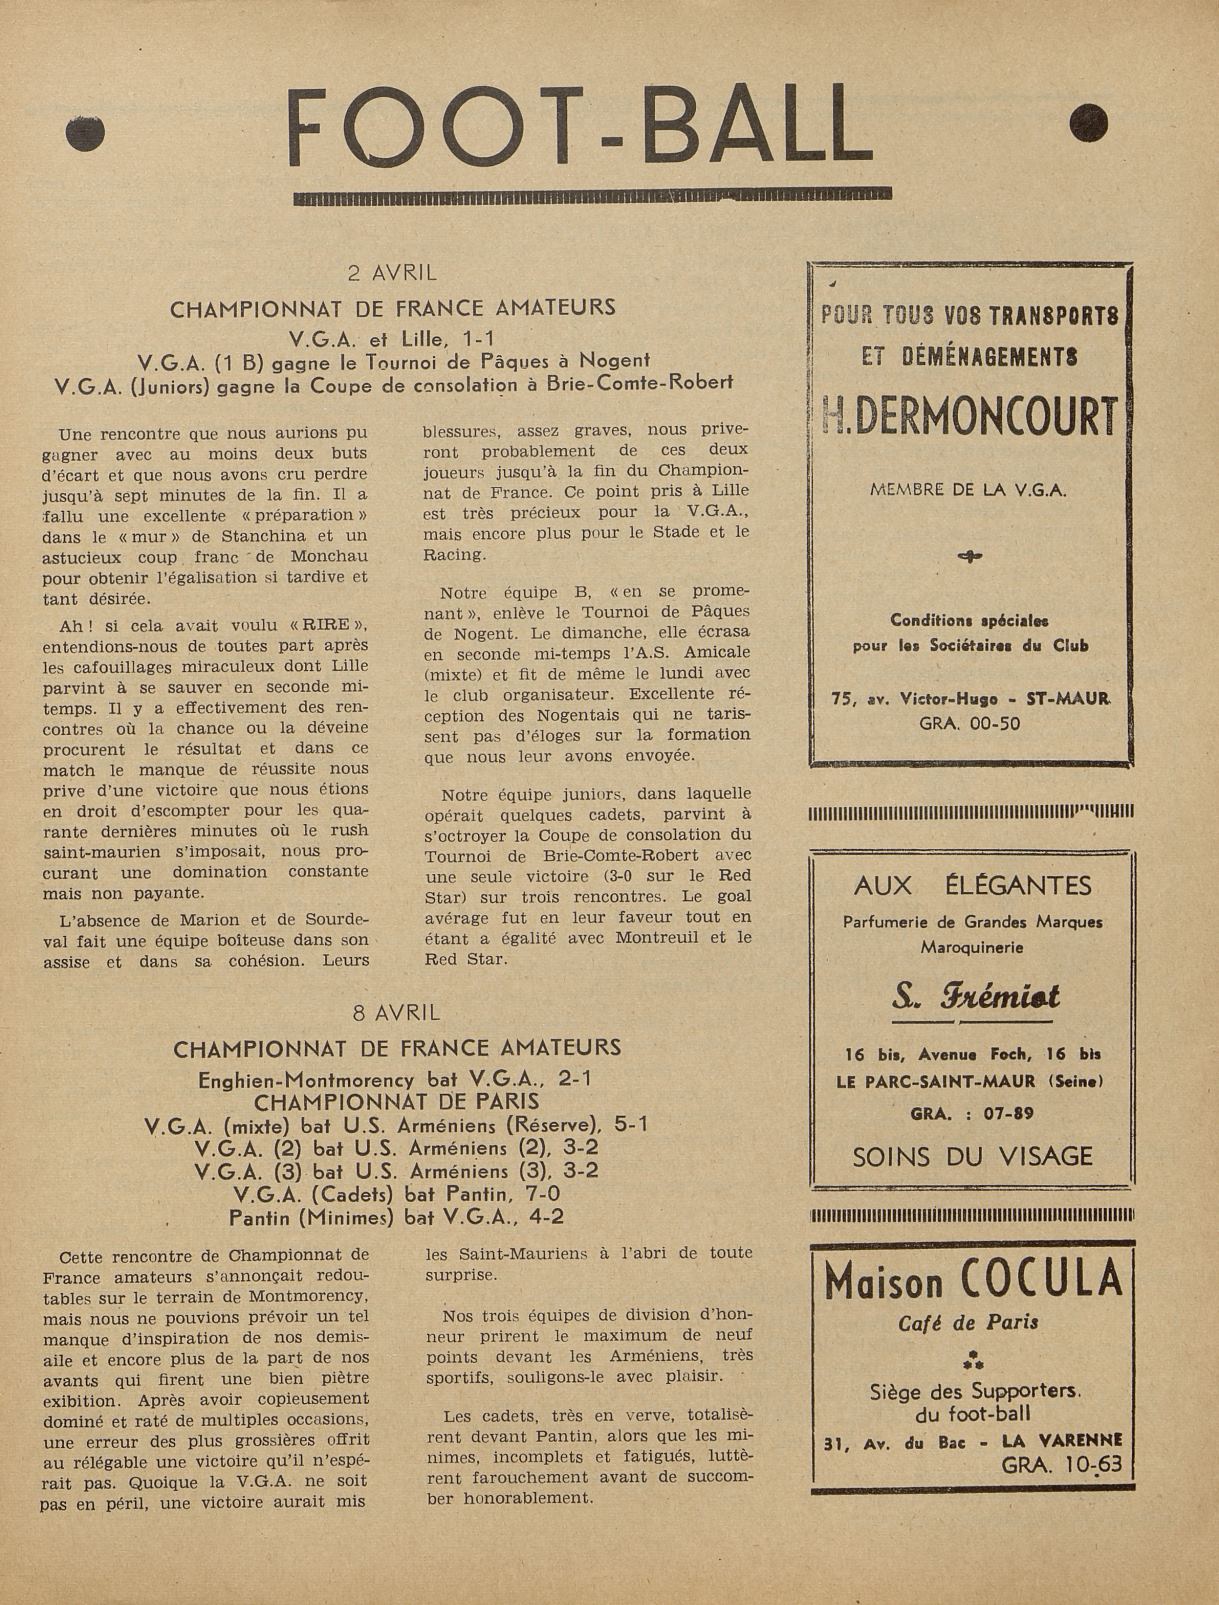 FOOT-BALL
2 AVRIL
CHAMPIONNAT DE FRANCE AMATEURS
V.G.A. et Lille, 1-1
V.G.A. (1 B) gagne le Tournoi de Pâques à Nogent
V.G.A. (Juniors) gagne la Coupe de consolation à Brie-Comte-Robert
Une rencontre que nous aurions pu
gagner avec au moins deux buts
d'écart et que nous avons cru perdre
jusqu'à sept minutes de la fin. Il a
fallu une excellente « préparation »
dans le « mur » de Stanchina et un
astucieux coup franc de Monchau
pour obtenir l'égalisation si tardive et
tant désirée.
Ah ! si cela avait voulu « RIRE »,
entendions-nous de toutes part après
les cafouillages miraculeux dont Lille
parvint à se sauver en seconde mi-
temps. Il y a effectivement des ren-
contres où la chance ou la déveine
procurent le résultat et dans ce
match le manque de réussite nous
prive d'une victoire que nous étions
en droit d'escompter pour les qua-
rante dernières minutes où le rush
saint-maurien s'imposait, nous pro-
curant une domination constante
mais non payante.
L'absence de Marion et de Sourde-
val fait une équipe boîteuse dans son
assise et dans sa cohésion. Leurs
blessures, assez graves, nous prive-
ront probablement de ces deux
joueurs jusqu'à la fin du Champion-
nat de France. Ce point pris à Lille
est très précieux pour la V.G.A.,
mais encore plus pour le Stade et le
Racing.
Notre équipe B, « en se prome-
nant », enlève le Tournoi de Pâques
de Nogent. Le dimanche, elle écrasa
en seconde mi-temps l'A.S. Amicale
(mixte) et fit de même le lundi avec
le club organisateur. Excellente ré-
ception des Nogentais qui ne taris-
sent pas d'éloges sur la formation
que nous leur avons envoyée.
Notre équipe juniors, dans laquelle
opérait quelques cadets, parvint à
s'octroyer la Coupe de consolation du
Tournoi de Brie-Comte-Robert avec
une seule victoire (3-0 sur le Red
Star) sur trois rencontres. Le goal
avérage fut en leur faveur tout en
étant a égalité avec Montreuil et le
Red Star.
8 AVRIL
CHAMPIONNAT DE FRANCE AMATEURS
Enghien-Montmorency bat V.G.A., 2-1
CHAMPIONNAT DE PARIS
V.G.A. (mixte) bat U.S. Arméniens (Réserve), 5-1
V.G.A. (2) bat U.S. Arméniens (2), 3-2
V.G.A. (3) bat U.S. Arméniens (3), 3-2
V.G.A. (Cadets) bat Pantin, 7-0
Pantin (Minimes) bat V.G.A., 4-2
Cette rencontre de Championnat de
France amateurs s'annonçait redou-
tables sur le terrain de Montmorency,
mais nous ne pouvions prévoir un tel
manque d'inspiration de nos demis-
aile et encore plus de la part de nos
avants qui firent une bien piètre
exibition. Après avoir copieusement
dominé et raté de multiples occasions,
une erreur des plus grossières offrit
au rélégable une victoire qu'il n'espé-
rait pas. Quoique la V.G.A. ne soit
pas en péril, une victoire aurait mis
les Saint-Mauriens à l'abri de toute
surprise.
Nos trois équipes de division d'hon-
neur prirent le maximum de neuf
points devant les Arméniens, très
sportifs, souligons-le avec plaisir.
Les cadets, très en verve, totalisè-
rent devant Pantin, alors que les mi-
nimes, incomplets et fatigués, luttè-
rent farouchement avant de succom-
ber honorablement.
POUR TOUS VOS TRANSPORTS
ET DÉMÉNAGEMENTS
H.DERMONCOURT
MEMBRE DE LA V.G.A.
Conditions spéciales
pour les Sociétaires du Club
75, av. Victor-Hugo - ST-MAUR
GRA. 00-50
AUX ÉLÉGANTES
Parfumerie de Grandes Marques
Maroquinerie
S. Frémiot
16 bis, Avenue Foch, 16 bis
LE PARC-SAINT-MAUR (Seine)
GRA. : 07-89
SOINS DU VISAGE
Maison COCULA
Café de Paris
Siège des Supporters.
du foot-ball
31, Av. du Bac - LA VARENNE
GRA. 10-63